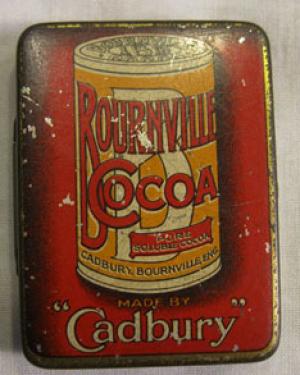 BOURNVILLE
COCOA
PURE
SOLUBLE COCOA
CADBURY, BOURNVILLE, ENG.
MADE BY
"Cadbury"